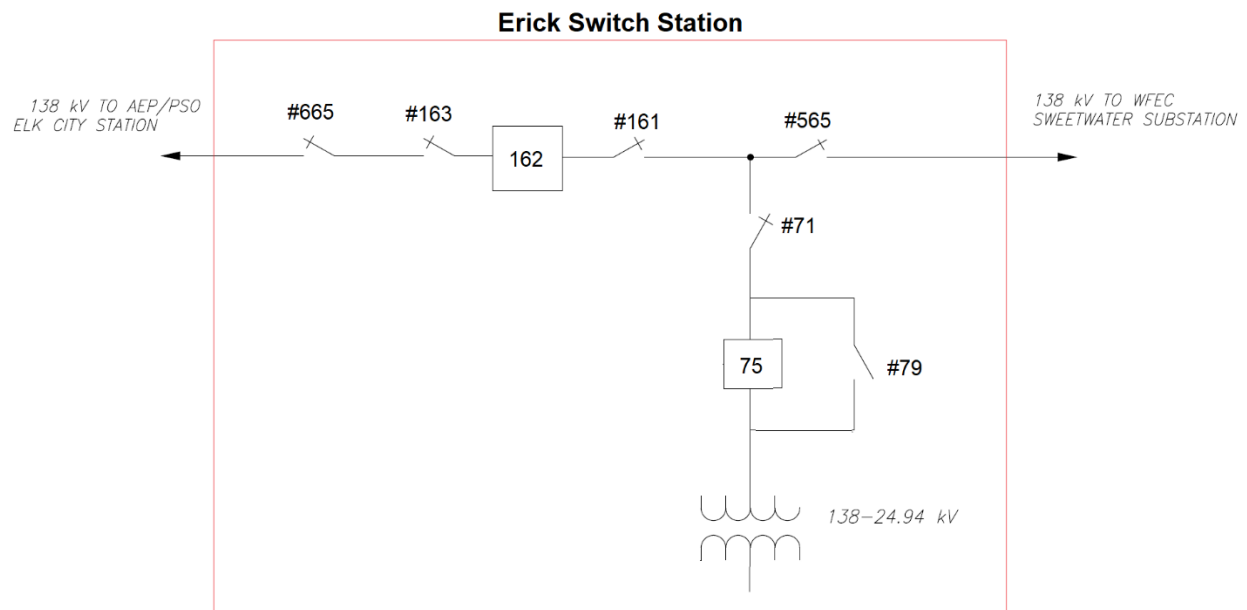 Erick Switch Station
138 kV TO AEP/PSO
ELK CITY STATION
#665
#163
162
#161
#565
138 kV TO WFEC
SWEETWATER SUBSTATION
#71
75
#79
138-24.94 kV